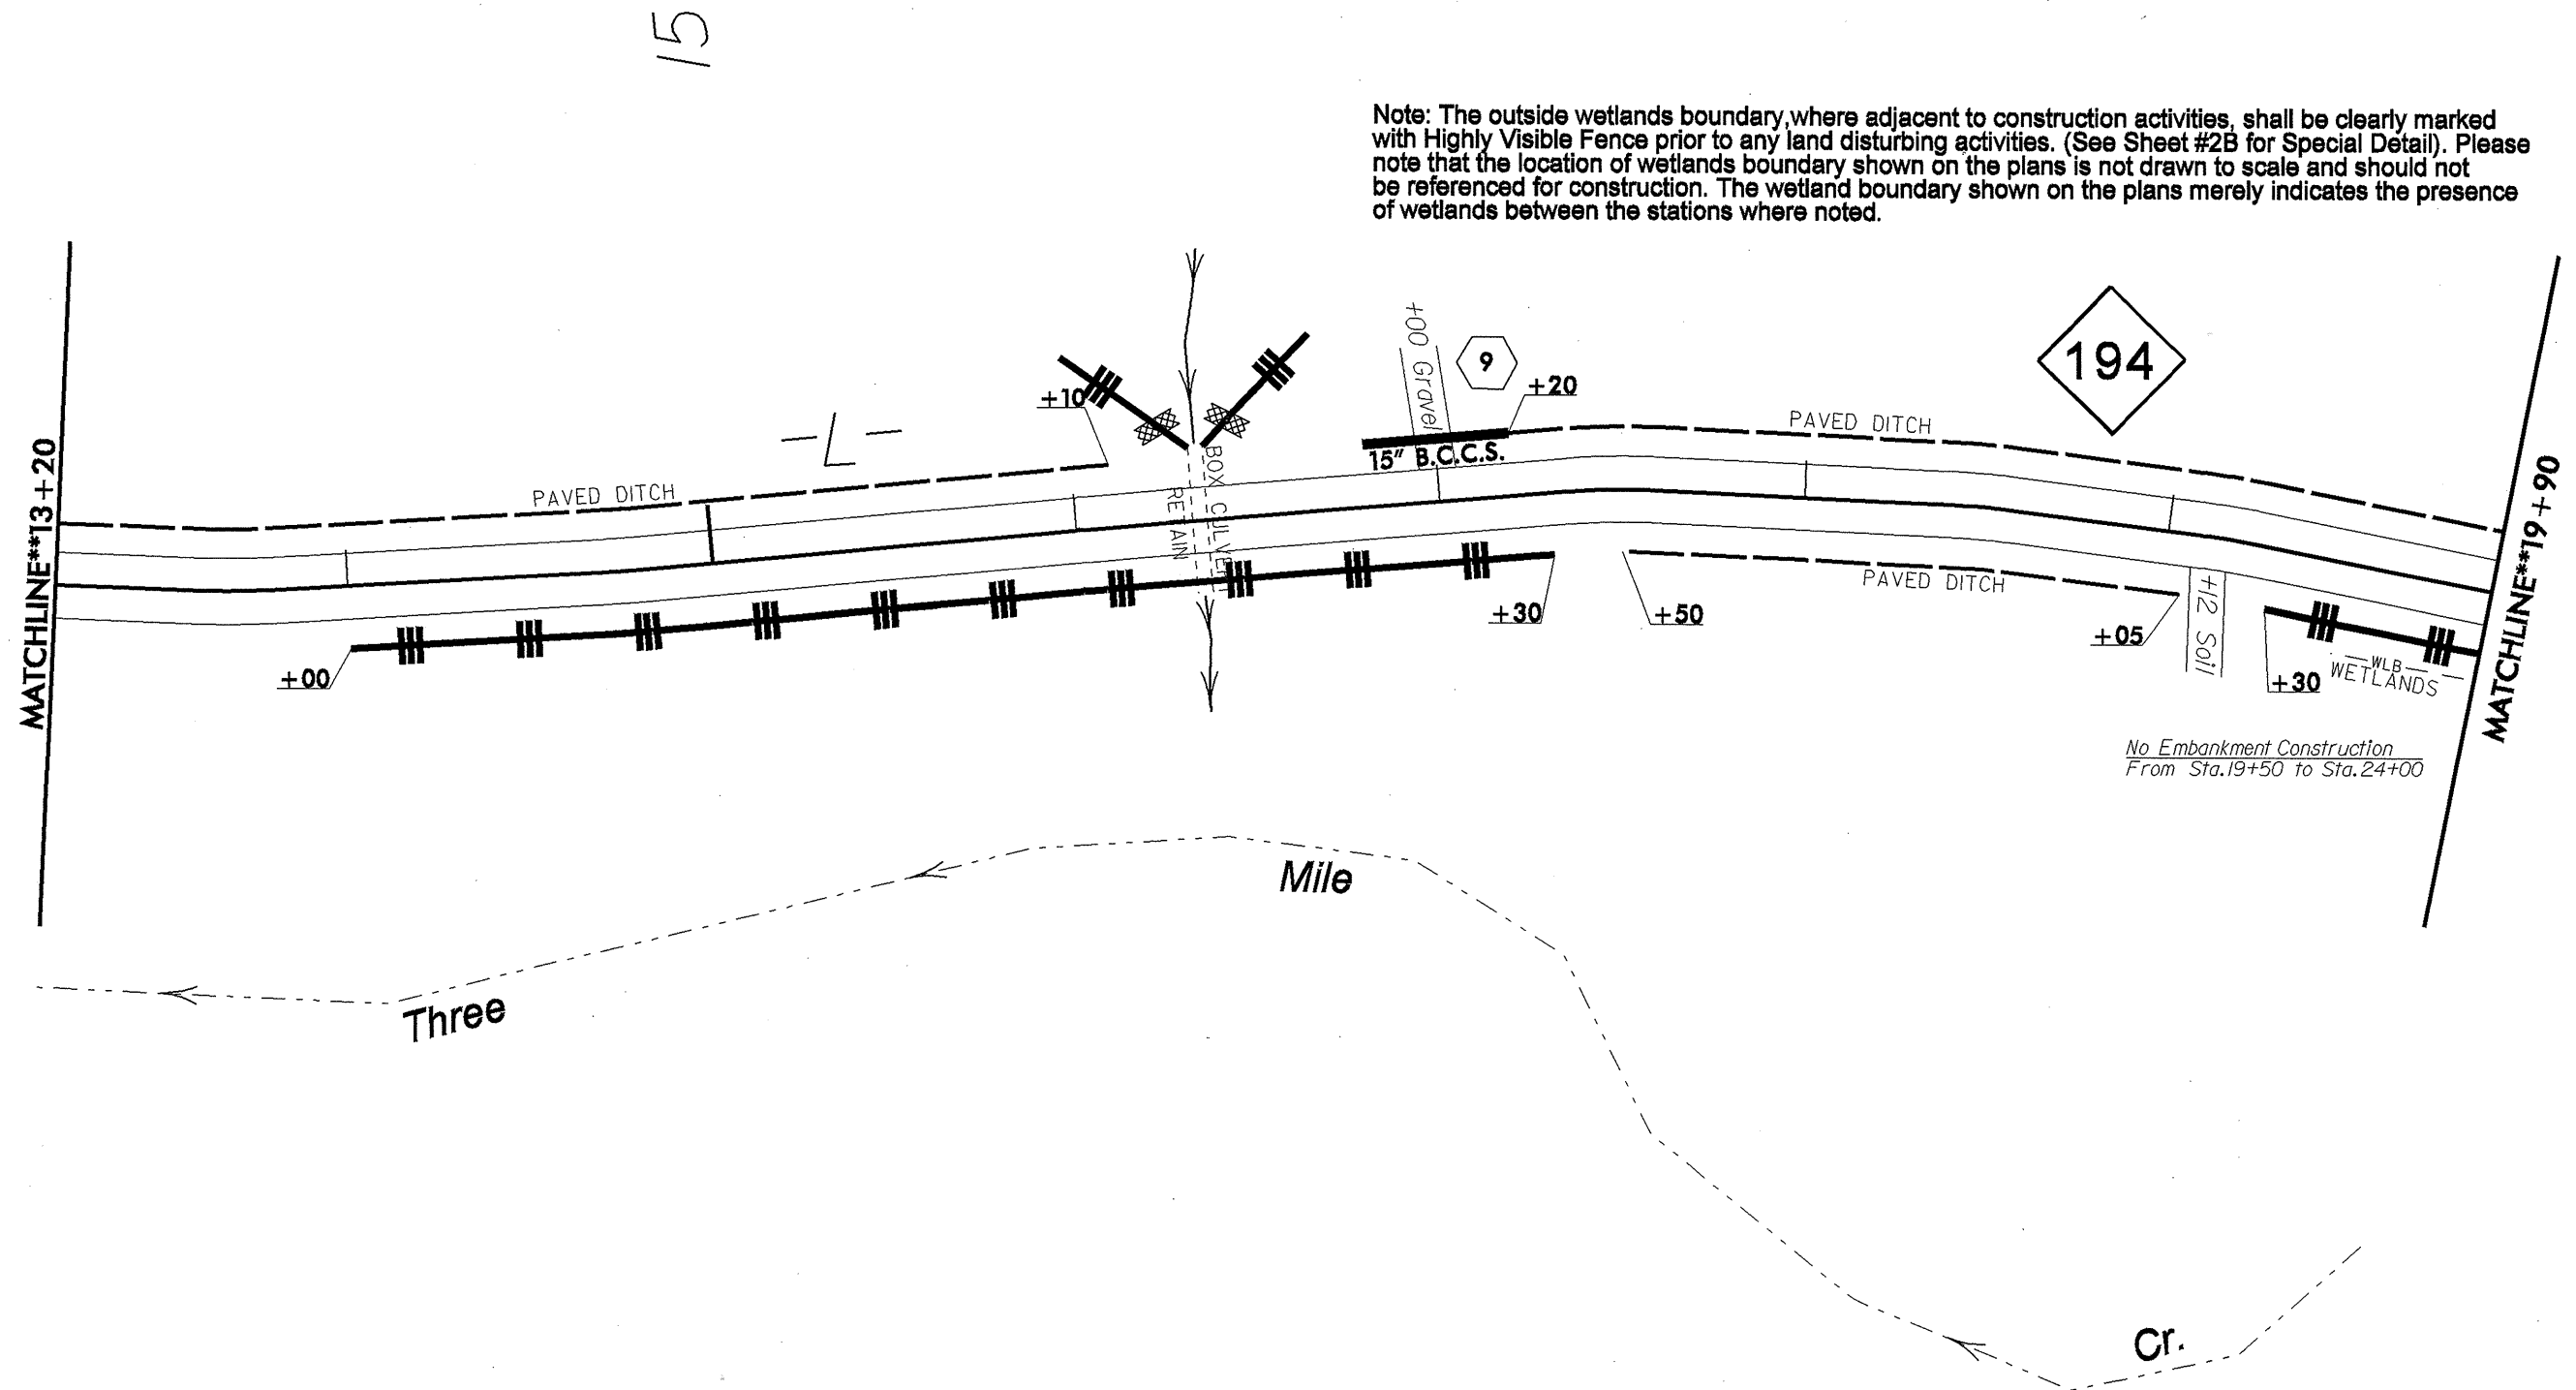 15
Note: The outside wetlands boundary,where adjacent to construction activities, shall be clearly marked
with Highly Visible Fence prior to any land disturbing activities. (See Sheet #2B for Special Detail). Please
note that the location of wetlands boundary shown on the plans is not drawn to scale and should not
be referenced for construction. The wetland boundary shown on the plans merely indicates the presence
of wetlands between the stations where noted.
MATCHLINE**13+20
-L-
+10
+00 Gravel
9
+20
194
PAVED DITCH
15" B.C.C.S.
PAVED DITCH
BOX CULVERT
RETAIN
MATCHLINE**19+90
PAVED DITCH
+00
+30
+50
+05
+12 Soil
+30
WLB
WETLANDS
No Embankment Construction
From Sta.19+50 to Sta.24+00
Mile
Three
Cr.